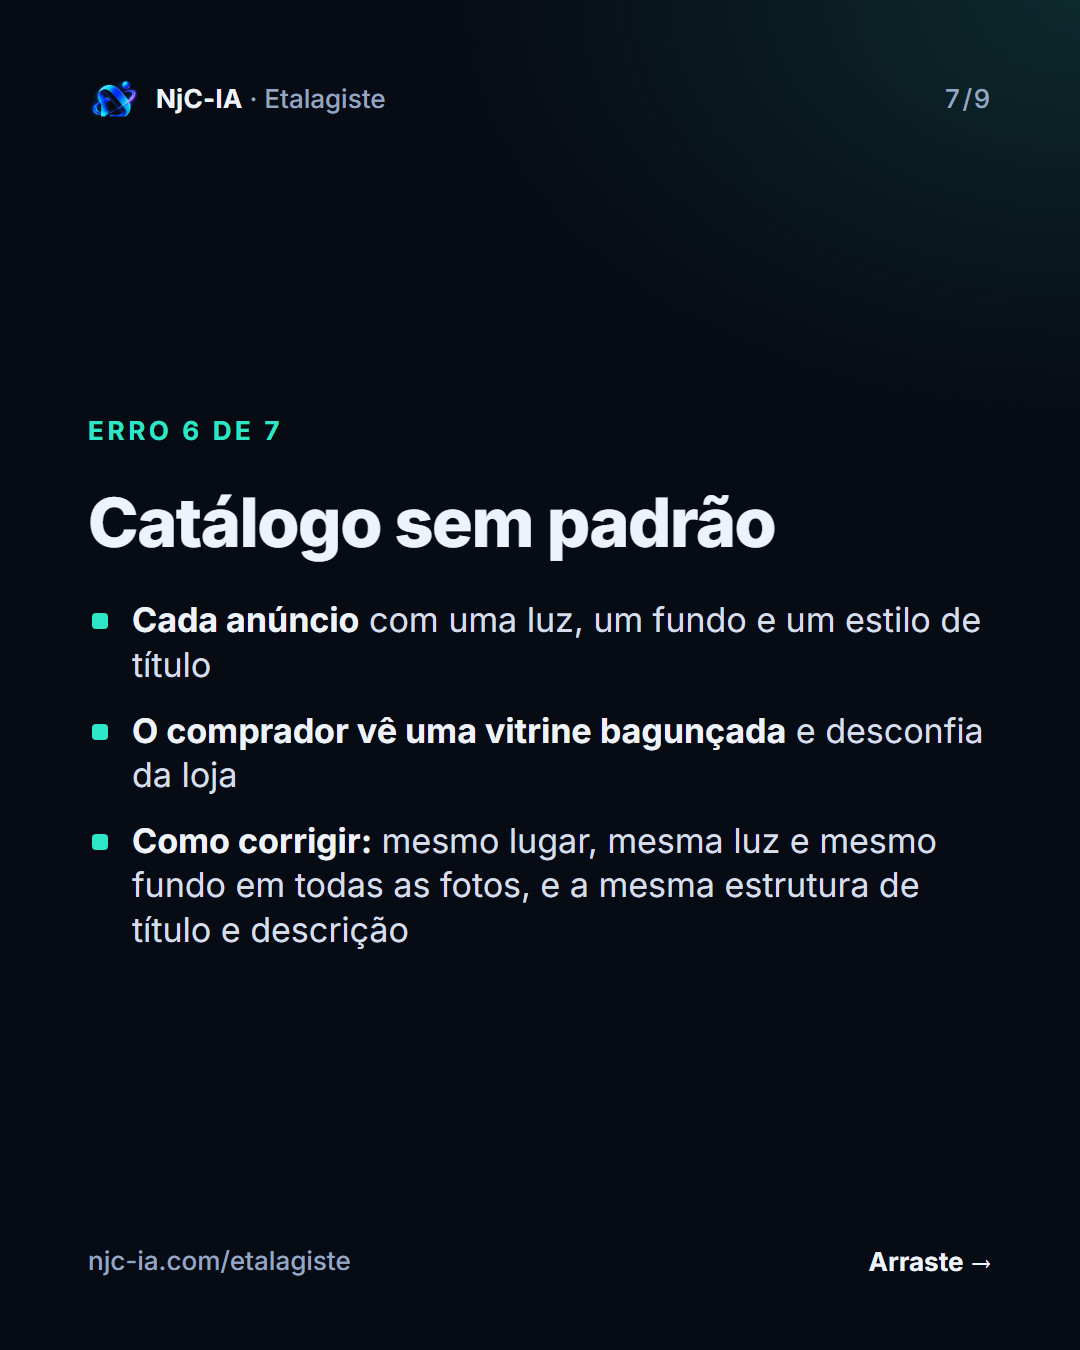 NjC-IA · Etalagiste
7/9
ERRO 6 DE 7
Catálogo sem padrão
Cada anúncio com uma luz, um fundo e um estilo de
título
O comprador vê uma vitrine bagunçada e desconfia
da loja
Como corrigir: mesmo lugar, mesma luz e mesmo
fundo em todas as fotos, e a mesma estrutura de
título e descrição
njc-ia.com/etalagiste
Arraste →